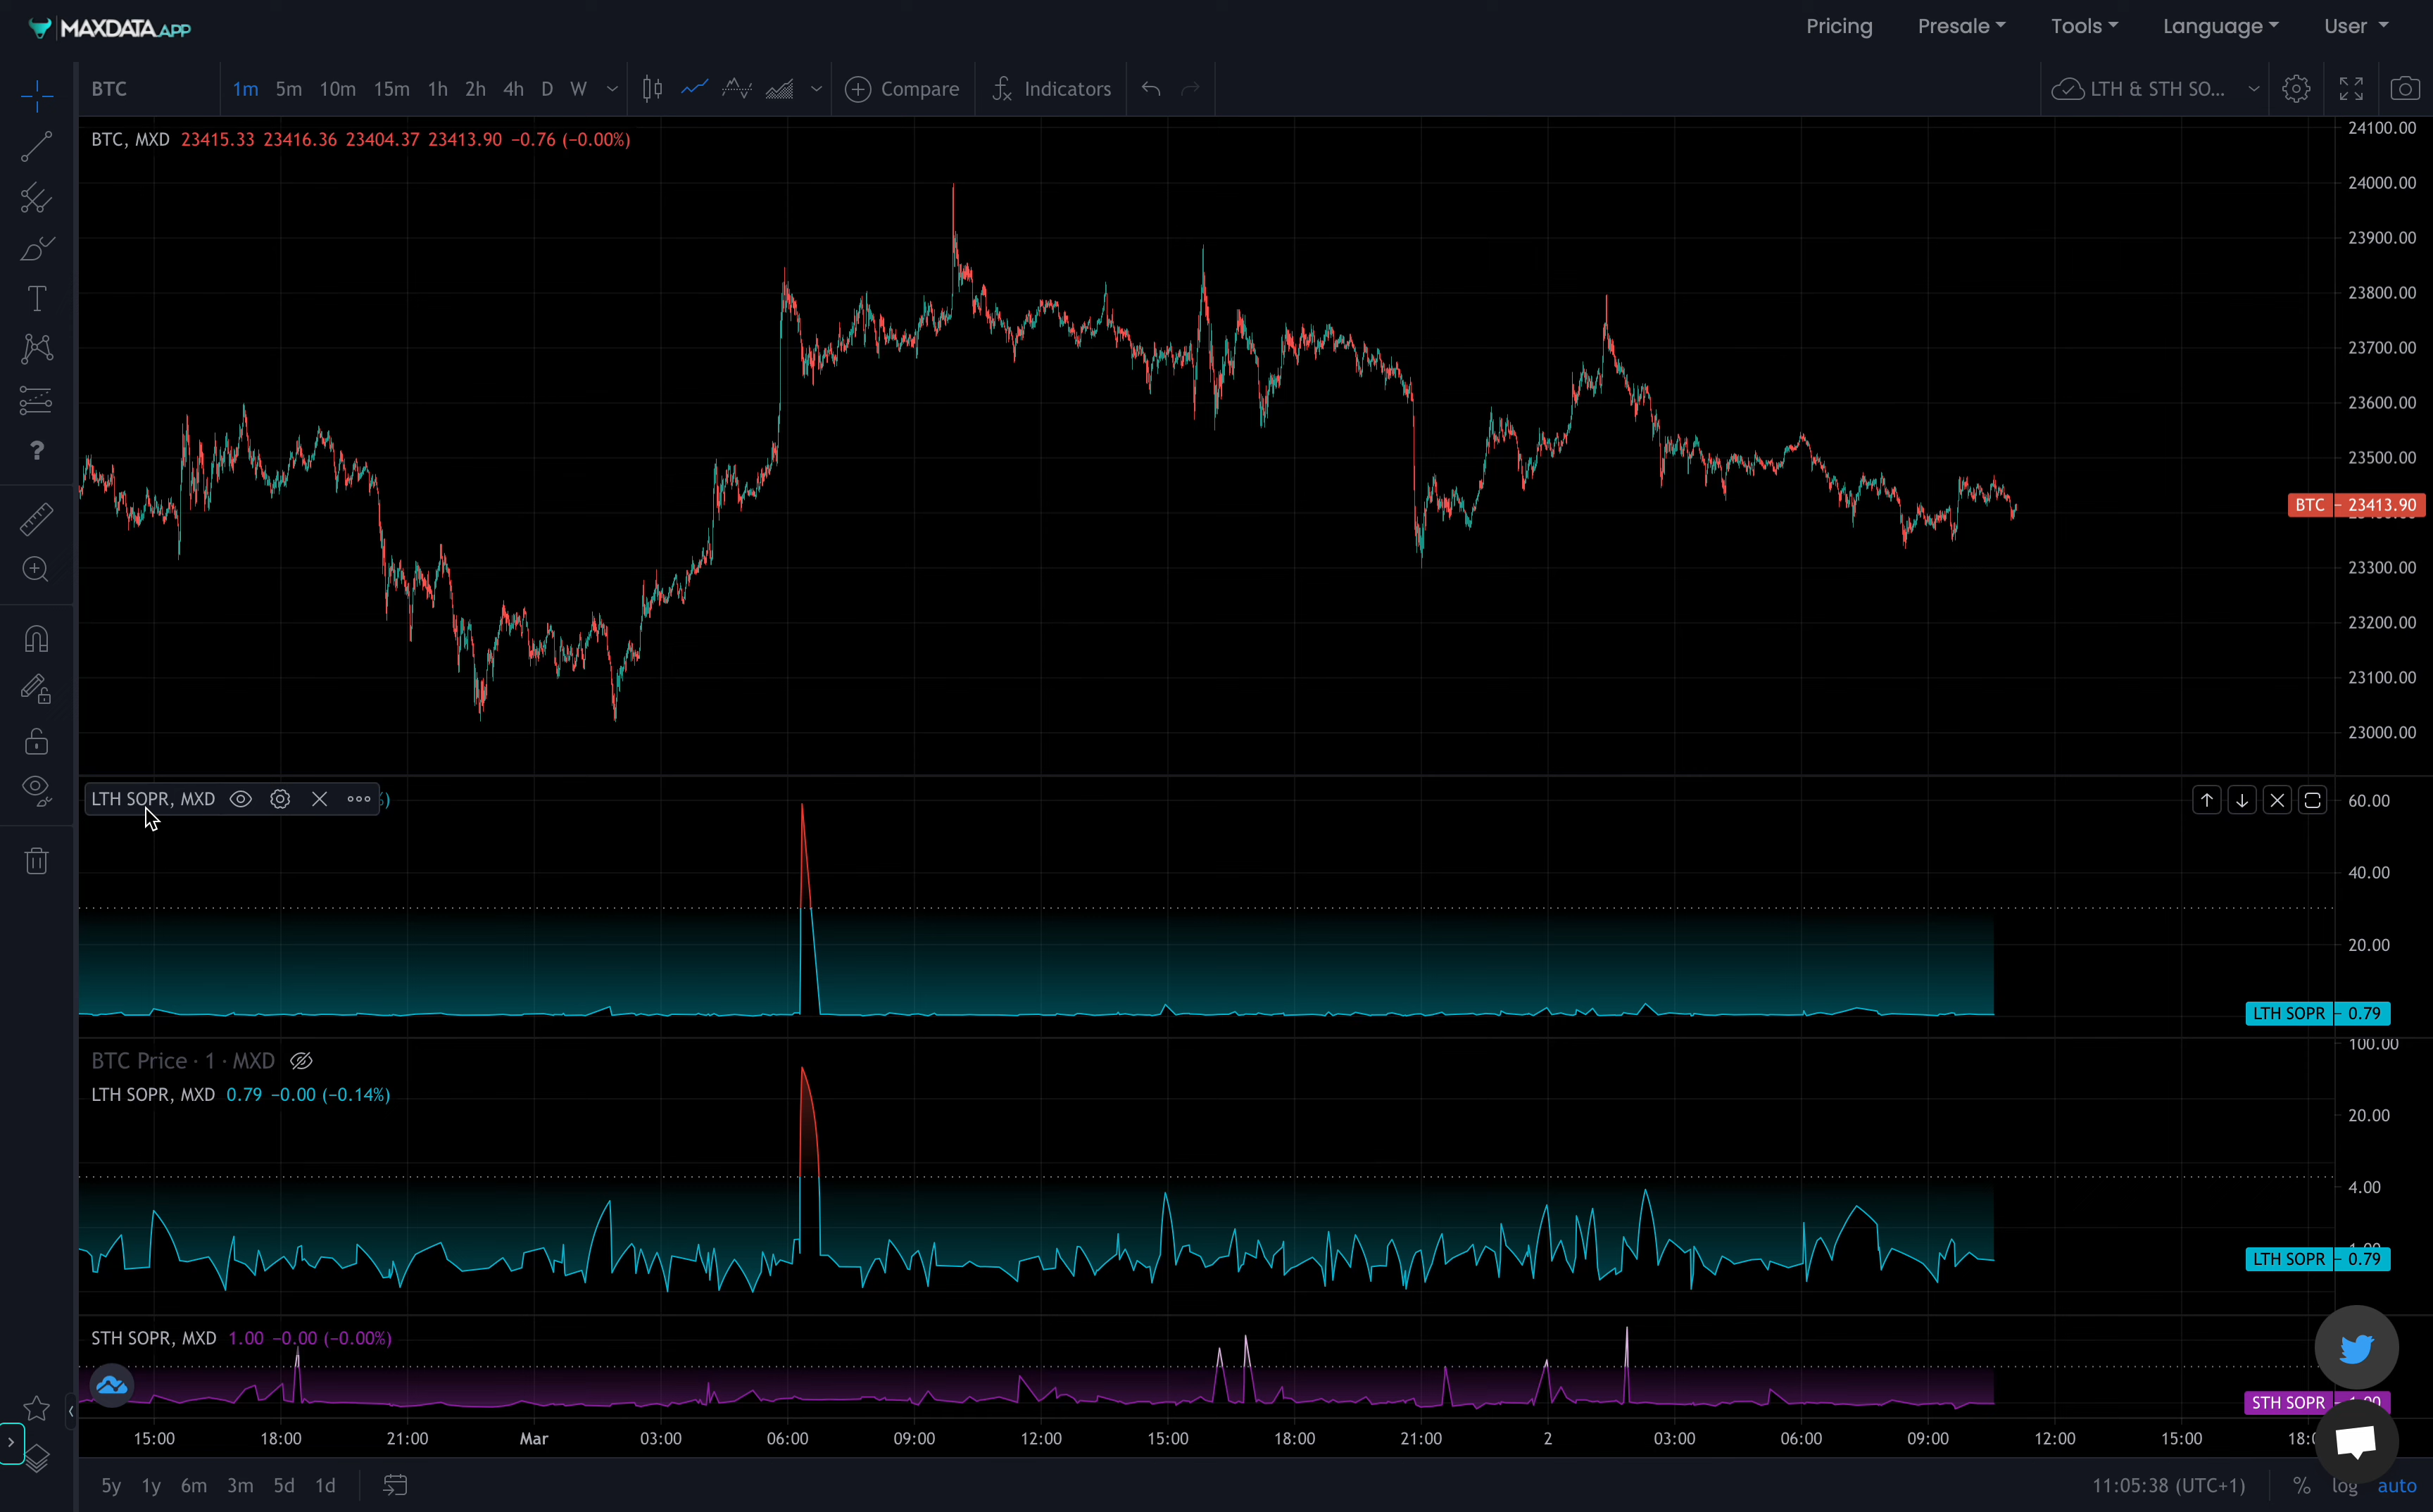 MAXDATA.APP
Pricing Presale Tools Language User
BTC 1m 5m 10m 15m 1h 2h 4h D W Compare Indicators LTH & STH SO...
BTC, MXD 23415.33 23416.36 23404.37 23413.90 −0.76 (−0.00%)
24100.00
24000.00
23900.00
23800.00
23700.00
23600.00
23500.00
BTC 23413.90
23300.00
23200.00
23100.00
23000.00
LTH SOPR, MXD
60.00
40.00
20.00
LTH SOPR 0.79
BTC Price · 1 · MXD
100.00
LTH SOPR, MXD 0.79 −0.00 (−0.14%)
20.00
4.00
LTH SOPR 0.79
STH SOPR, MXD 1.00 −0.00 (−0.00%)
STH SOPR
15:00 18:00 21:00 Mar 03:00 06:00 09:00 12:00 15:00 18:00 21:00 2 03:00 06:00 09:00 12:00 15:00
5y 1y 6m 3m 5d 1d 11:05:38 (UTC+1) % log auto